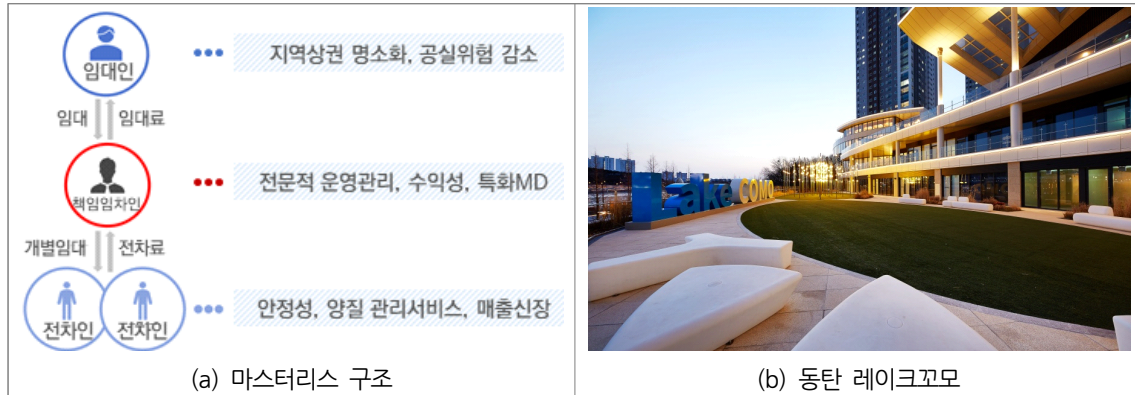 임대인
지역상권 명소화, 공실위험 감소
임대 임대료
책임임차인
전문적 운영관리, 수익성, 특화MD
개별임대 전차료
전차인 전차인
안정성, 양질 관리서비스, 매출신장
(a) 마스터리스 구조
Lake COMO
(b) 동탄 레이크꼬모